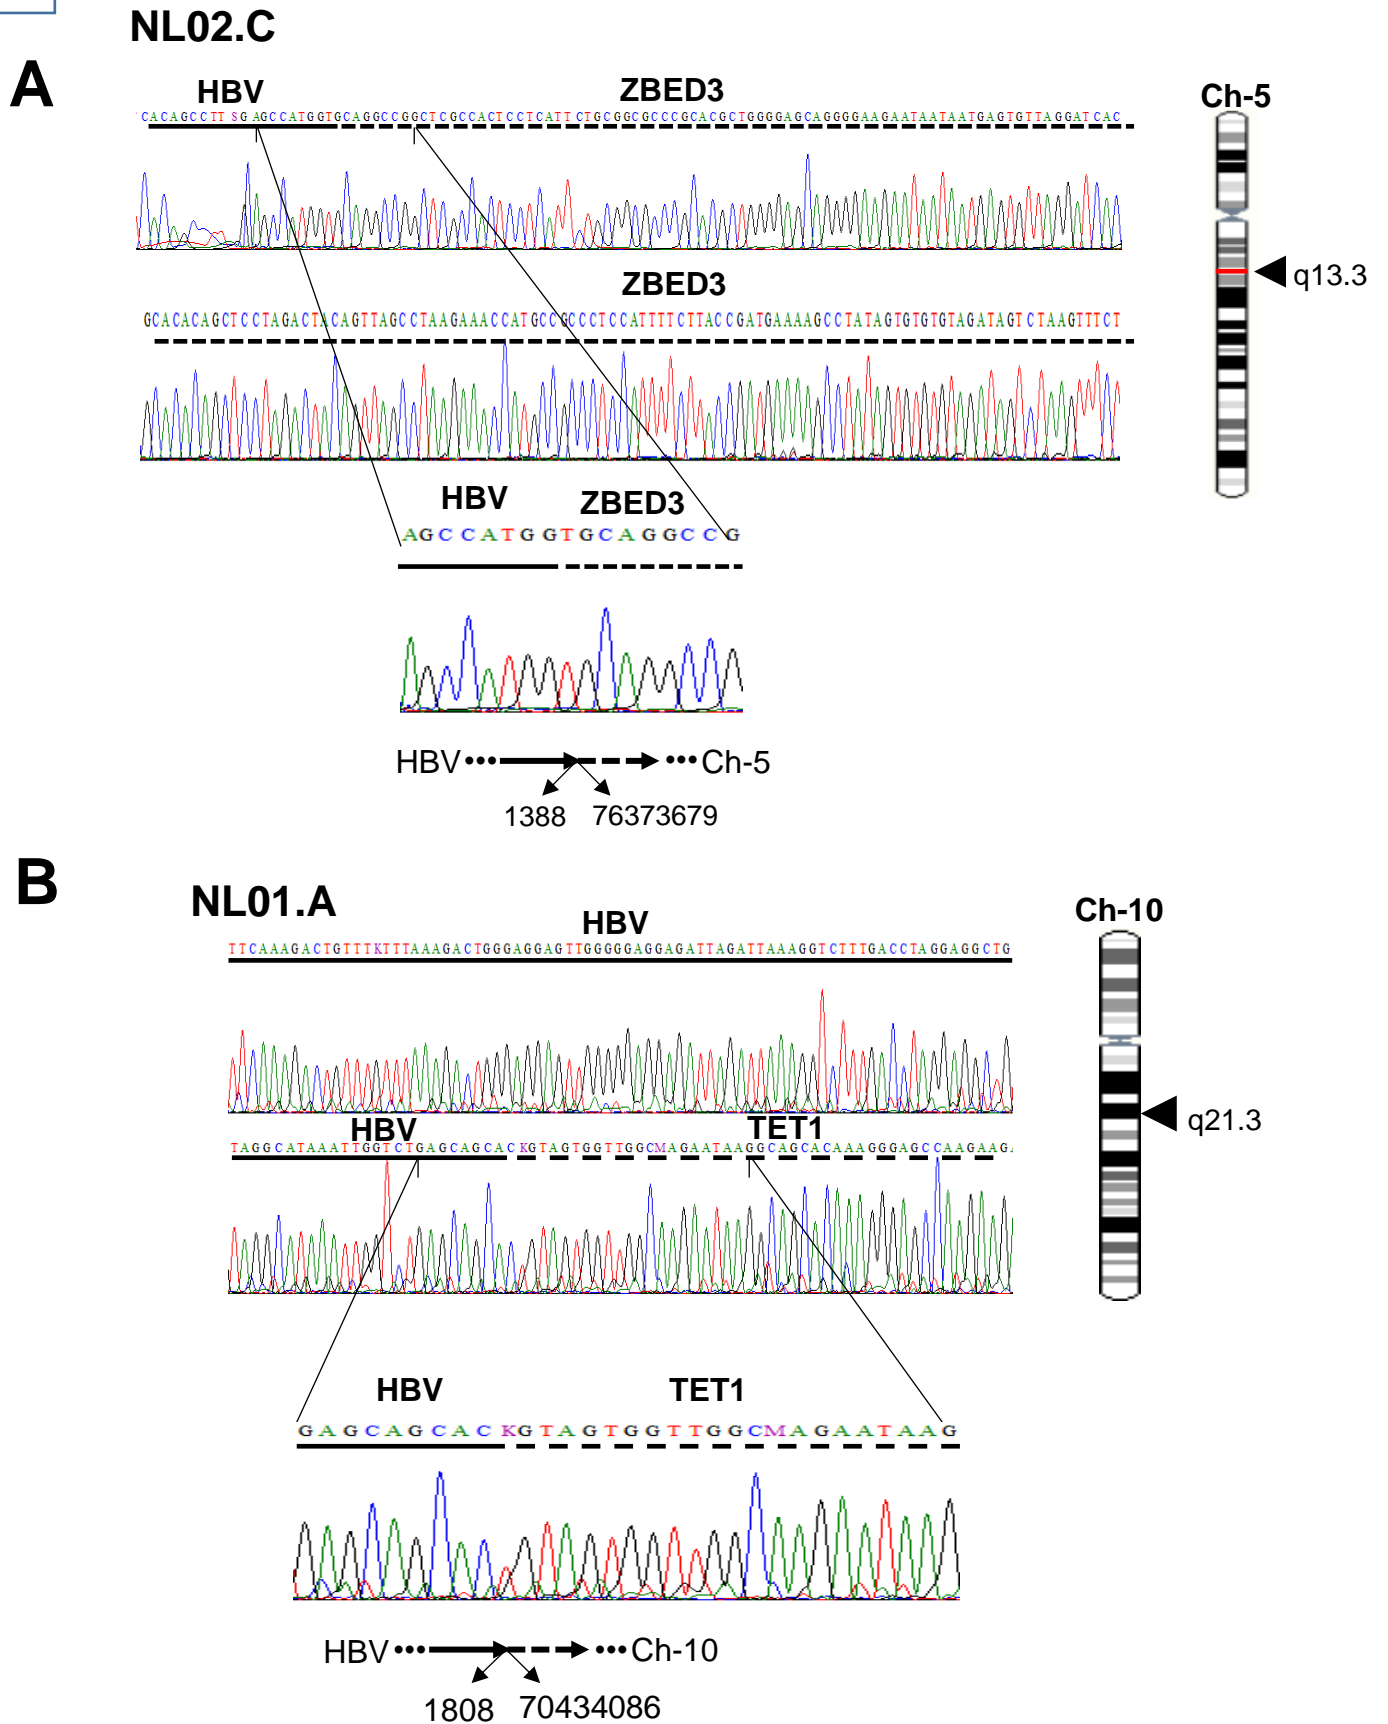 NL02.C
A
HBV
ZBED3
Ch-5
CACAGCCTTSGAGCCATGGTGCAGGCCGGCTCGCCACTCCTCATTCTGCGGCGCCCGCACGCTGGGGAGCAGGGGAAGAATAATAATGAGTGTTAGGATCAC
q13.3
ZBED3
GCACACAGCTCCTAGACTACAGTTAGCCTAAGAAACCATGCCGCCCTCCATTTTCTTACCGATGAAAAGCCTATAGTGTGTGTAGATAGTCTAAGTTTCT
HBV
ZBED3
AGCCATGGTGCAGGCCG
HBV
Ch-5
1388
76373679
B
NL01.A
HBV
Ch-10
TTCAAAGACTGTTTKTTTAAAGACTGGGAGGAGTTGGGGGAGGAGATTAGATTAAAGGTCTTTGACCTAGGAGGCTG
q21.3
HBV
TET1
TAGGCATAAATTGGTCTGAGCAGCACKGTAGTGGTTGGCMAGAATAAGGCAGCACAAAGGGAGCCAAGAAGA
HBV
TET1
GAGCAGCACKGTAGTGGTTGGCMAGAATAAG
HBV
Ch-10
1808
70434086